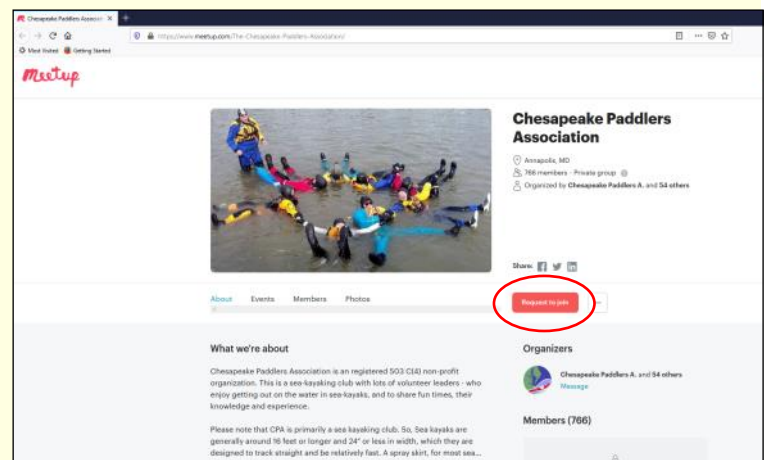 Chesapeake Paddlers Associati
https://www.meetup.com/The-Chesapeake-Paddlers-Association/
Most Visited Getting Started
Meetup
Chesapeake Paddlers
Association
Annapolis, MD
766 members · Private group
Organized by Chesapeake Paddlers A. and 54 others
Share:
About Events Members Photos
Request to join
What we're about
Chesapeake Paddlers Association is an registered 503 C(4) non-profit
organization. This is a sea-kayaking club with lots of volunteer leaders - who
enjoy getting out on the water in sea-kayaks, and to share fun times, their
knowledge and experience.
Please note that CPA is primarily a sea kayaking club. So, Sea kayaks are
generally around 16 feet or longer and 24" or less in width, which they are
designed to track straight and be relatively fast. A spray skirt, for most sea...
Organizers
Chesapeake Paddlers A. and 54 others
Message
Members (766)